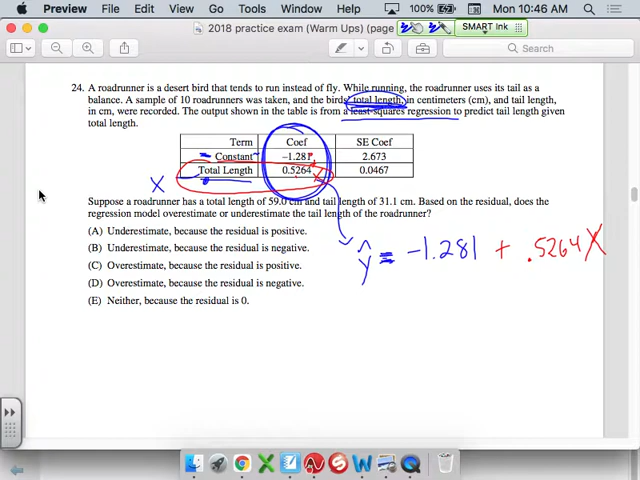 Preview File Edit View Go Tools Window Help 100% Mon 10:46 AM
2018 practice exam (Warm Ups) (page
SMART Ink
Search
24. A roadrunner is a desert bird that tends to run instead of fly. While running, the roadrunner uses its tail as a
balance. A sample of 10 roadrunners was taken, and the birds' total length, in centimeters (cm), and tail length,
in cm, were recorded. The output shown in the table is from a least-squares regression to predict tail length given
total length.
Term Coef SE Coef
Constant −1.281 2.673
Total Length 0.5264 0.0467
X
X
Suppose a roadrunner has a total length of 59.0 cm and tail length of 31.1 cm. Based on the residual, does the
regression model overestimate or underestimate the tail length of the roadrunner?
(A) Underestimate, because the residual is positive.
(B) Underestimate, because the residual is negative.
(C) Overestimate, because the residual is positive.
(D) Overestimate, because the residual is negative.
(E) Neither, because the residual is 0.
ŷ = -1.281 + .5264X